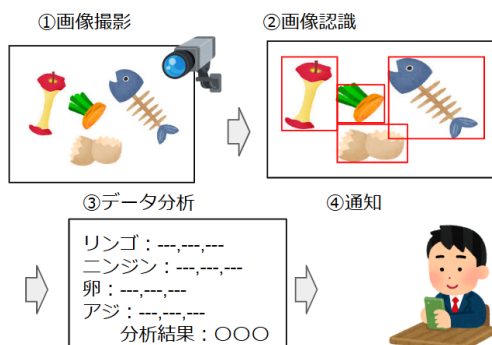 ①画像撮影
②画像認識
③データ分析
④通知
リンゴ：---,---,---
ニンジン：---,---,---
卵：---,---,---
アジ：---,---,---
分析結果：〇〇〇